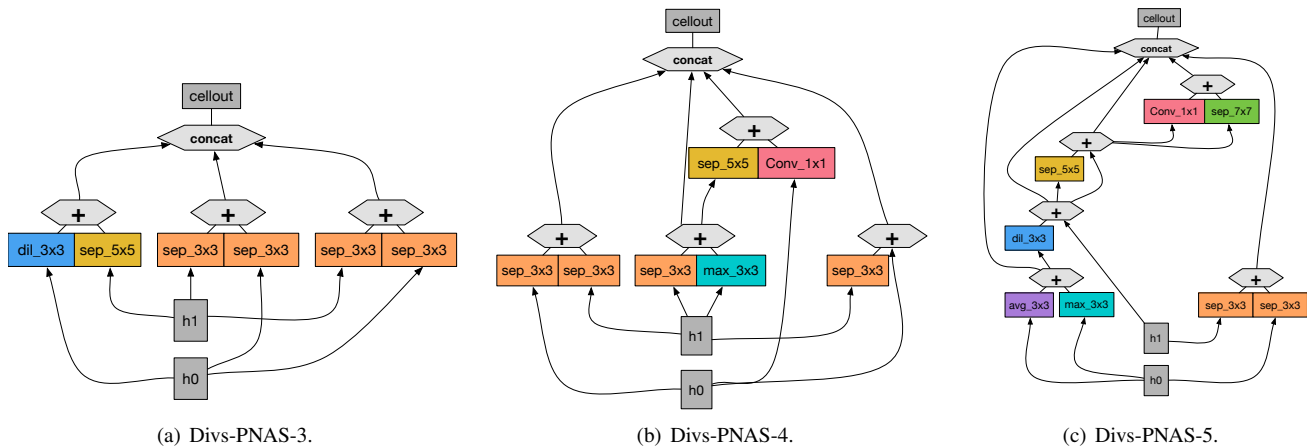 cellout
concat
+ + +
dil_3x3 sep_5x5 sep_3x3 sep_3x3 sep_3x3 sep_3x3
h1
h0
(a) Divs-PNAS-3.
cellout
concat
+
sep_5x5 Conv_1x1
+ + +
sep_3x3 sep_3x3 sep_3x3 max_3x3 sep_3x3
h1
h0
(b) Divs-PNAS-4.
cellout
concat
+
Conv_1x1 sep_7x7
+
sep_5x5
+
dil_3x3
+ +
avg_3x3 max_3x3 sep_3x3 sep_3x3
h1
h0
(c) Divs-PNAS-5.